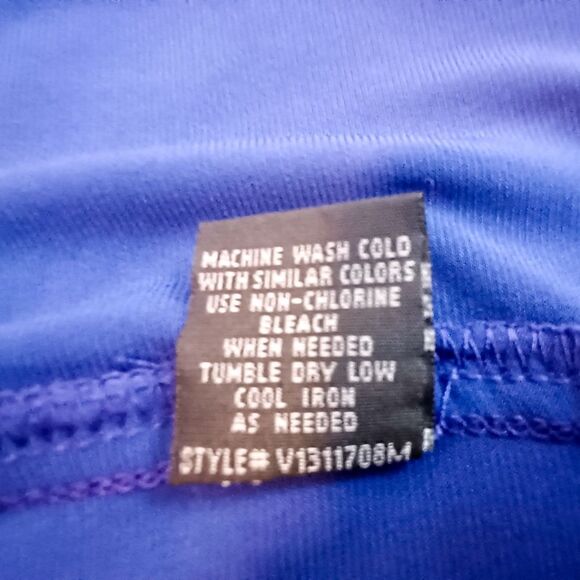 MACHINE WASH COLD
WITH SIMILAR COLORS
USE NON-CHLORINE
BLEACH
WHEN NEEDED
TUMBLE DRY LOW
COOL IRON
AS NEEDED
STYLE# V1311708M